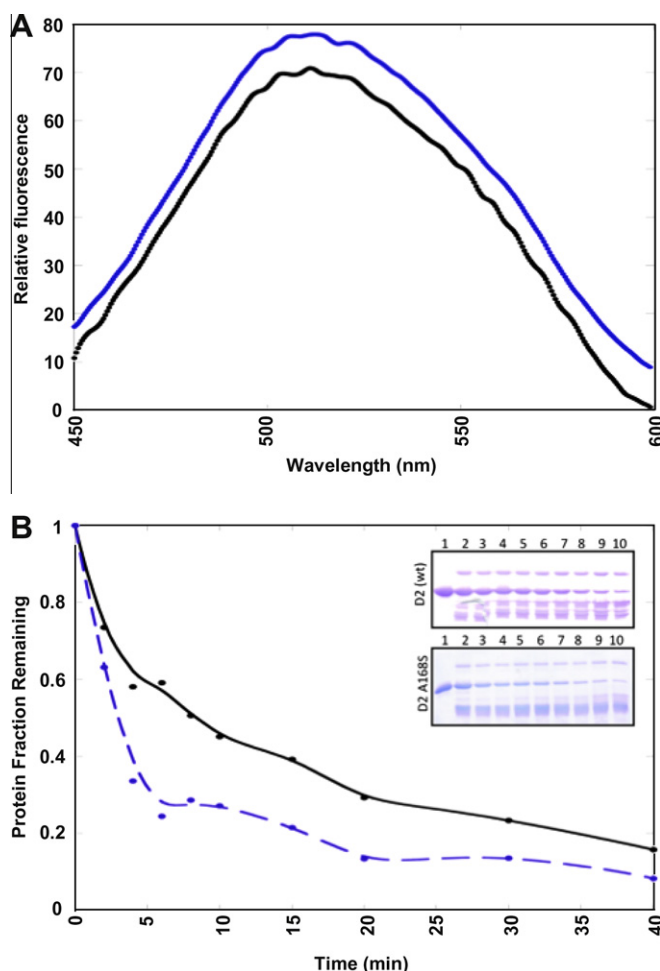 A
80
70
60
50
40
30
20
10
0
Relative fluorescence
450
500
550
600
Wavelength (nm)
B
1
0.8
0.6
0.4
0.2
0
Protein Fraction Remaining
1 2 3 4 5 6 7 8 9 10
D2 (wt)
1 2 3 4 5 6 7 8 9 10
D2 A168S
0 5 10 15 20 25 30 35 40
Time (min)